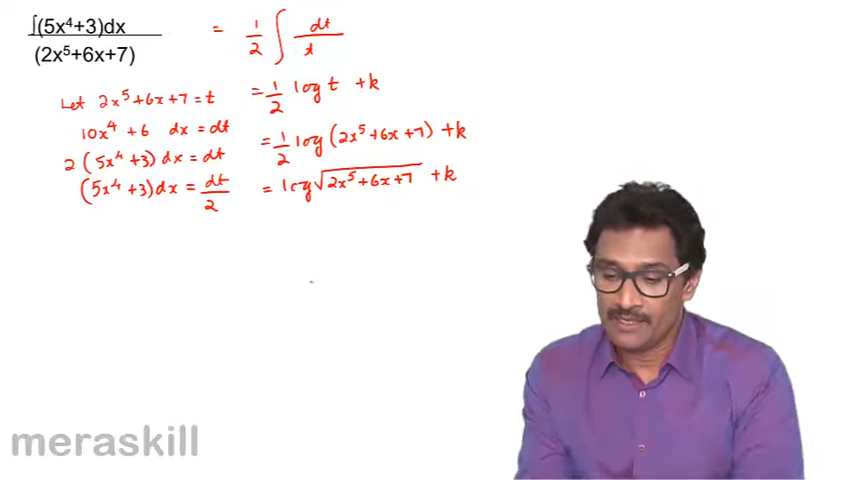 ∫(5x⁴+3)dx
(2x⁵+6x+7)
= 1/2 ∫ dt/t
Let 2x⁵+6x+7 = t
= 1/2 log t + k
10x⁴ + 6 dx = dt
= 1/2 log (2x⁵+6x+7) + k
2 (5x⁴ +3) dx = dt
(5x⁴ +3) dx = dt/2
= log √(2x⁵+6x+7) + k
meraskill